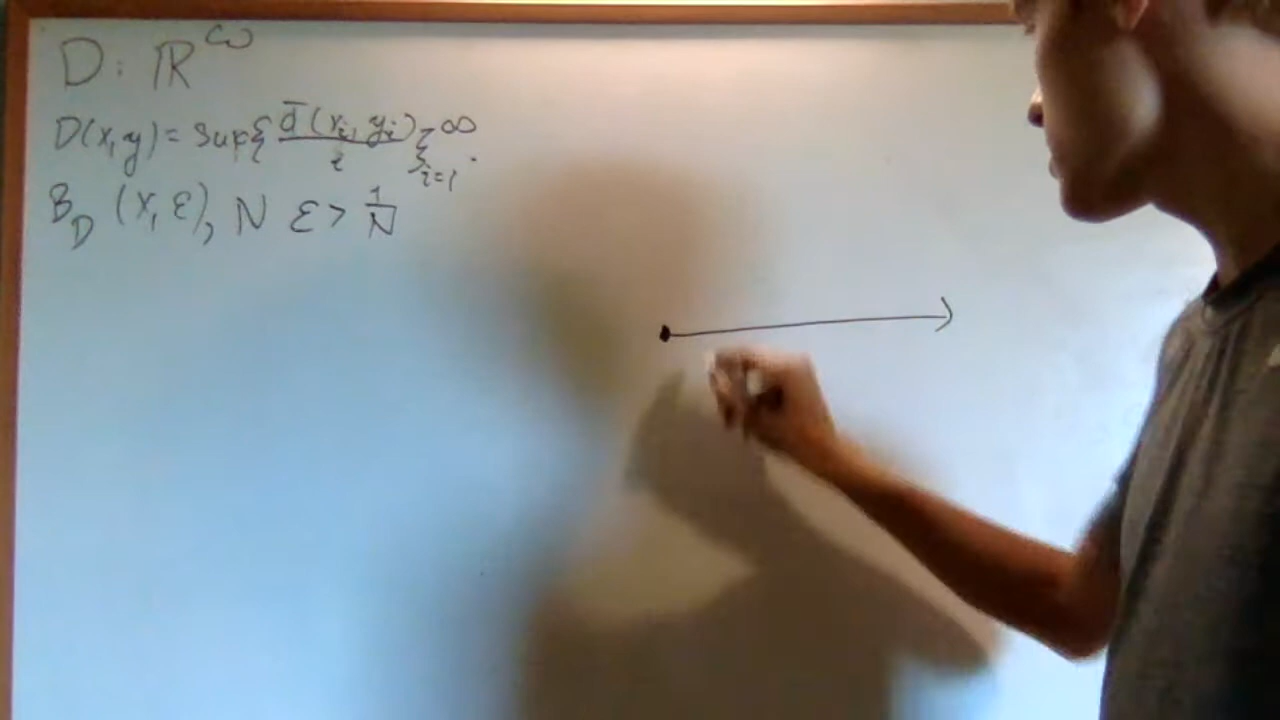 D: ℝ^ω
D(x,y) = sup{ d̄(xᵢ, yᵢ) / i }_{i=1}^∞.
B_D (x, ε), N ε > 1/N